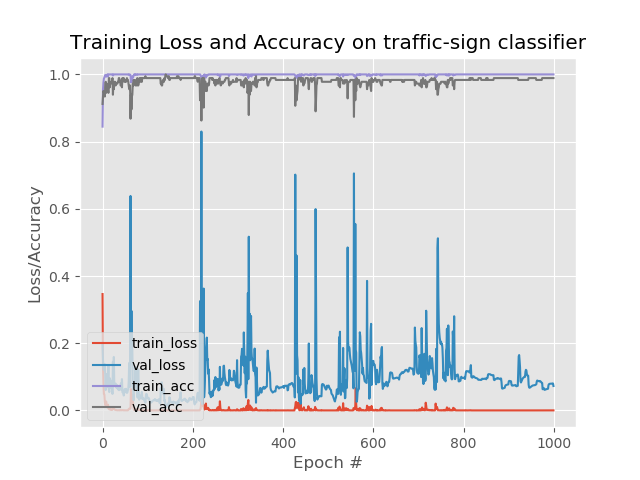 Training Loss and Accuracy on traffic-sign classifier
1.0
0.8
0.6
0.4
0.2
0.0
Loss/Accuracy
train_loss
val_loss
train_acc
val_acc
0 200 400 600 800 1000
Epoch #